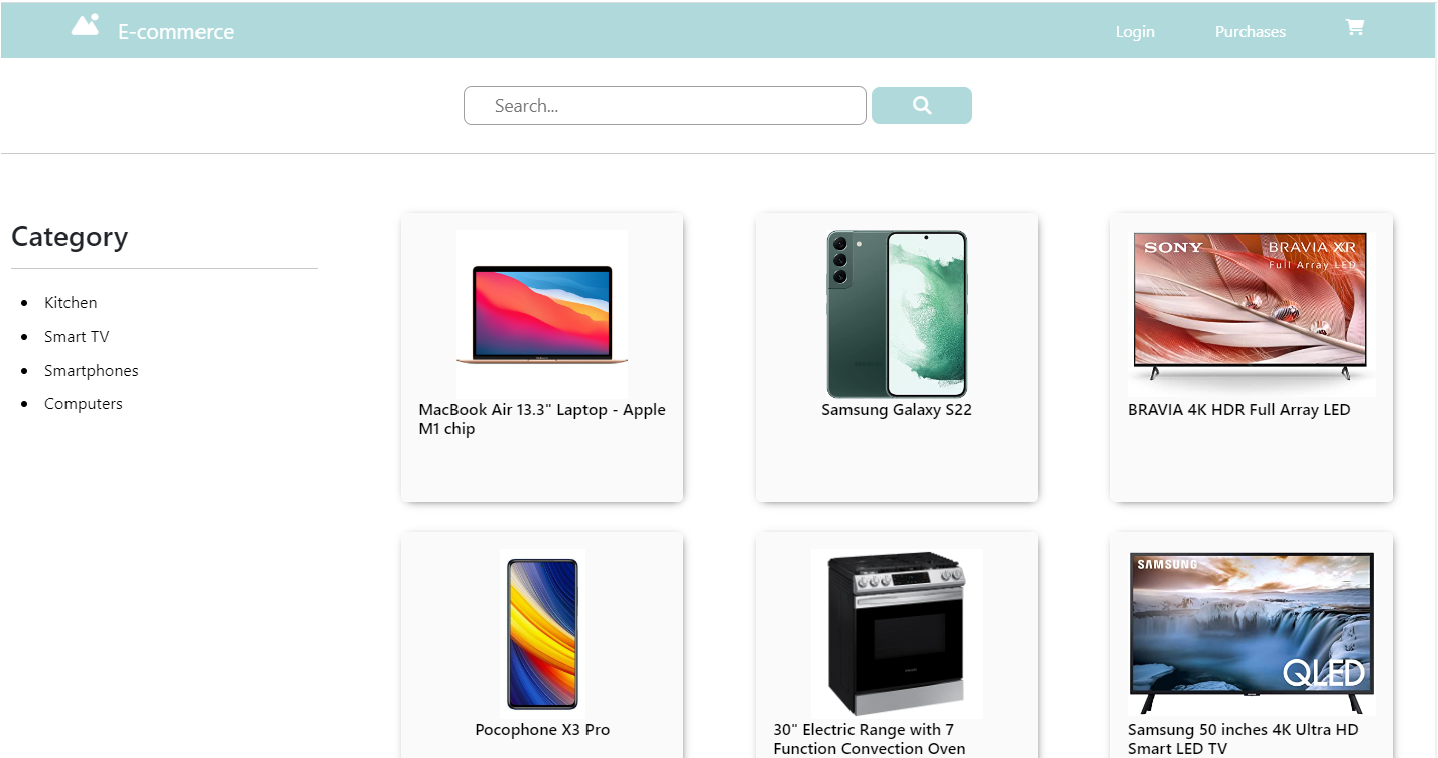 E-commerce
Login
Purchases
Search...
Category
Kitchen
Smart TV
Smartphones
Computers
MacBook Air 13.3" Laptop - Apple
M1 chip
Samsung Galaxy S22
SONY
BRAVIA XR
Full Array LED
BRAVIA 4K HDR Full Array LED
Pocophone X3 Pro
30" Electric Range with 7
Function Convection Oven
SAMSUNG
QLED
Samsung 50 inches 4K Ultra HD
Smart LED TV